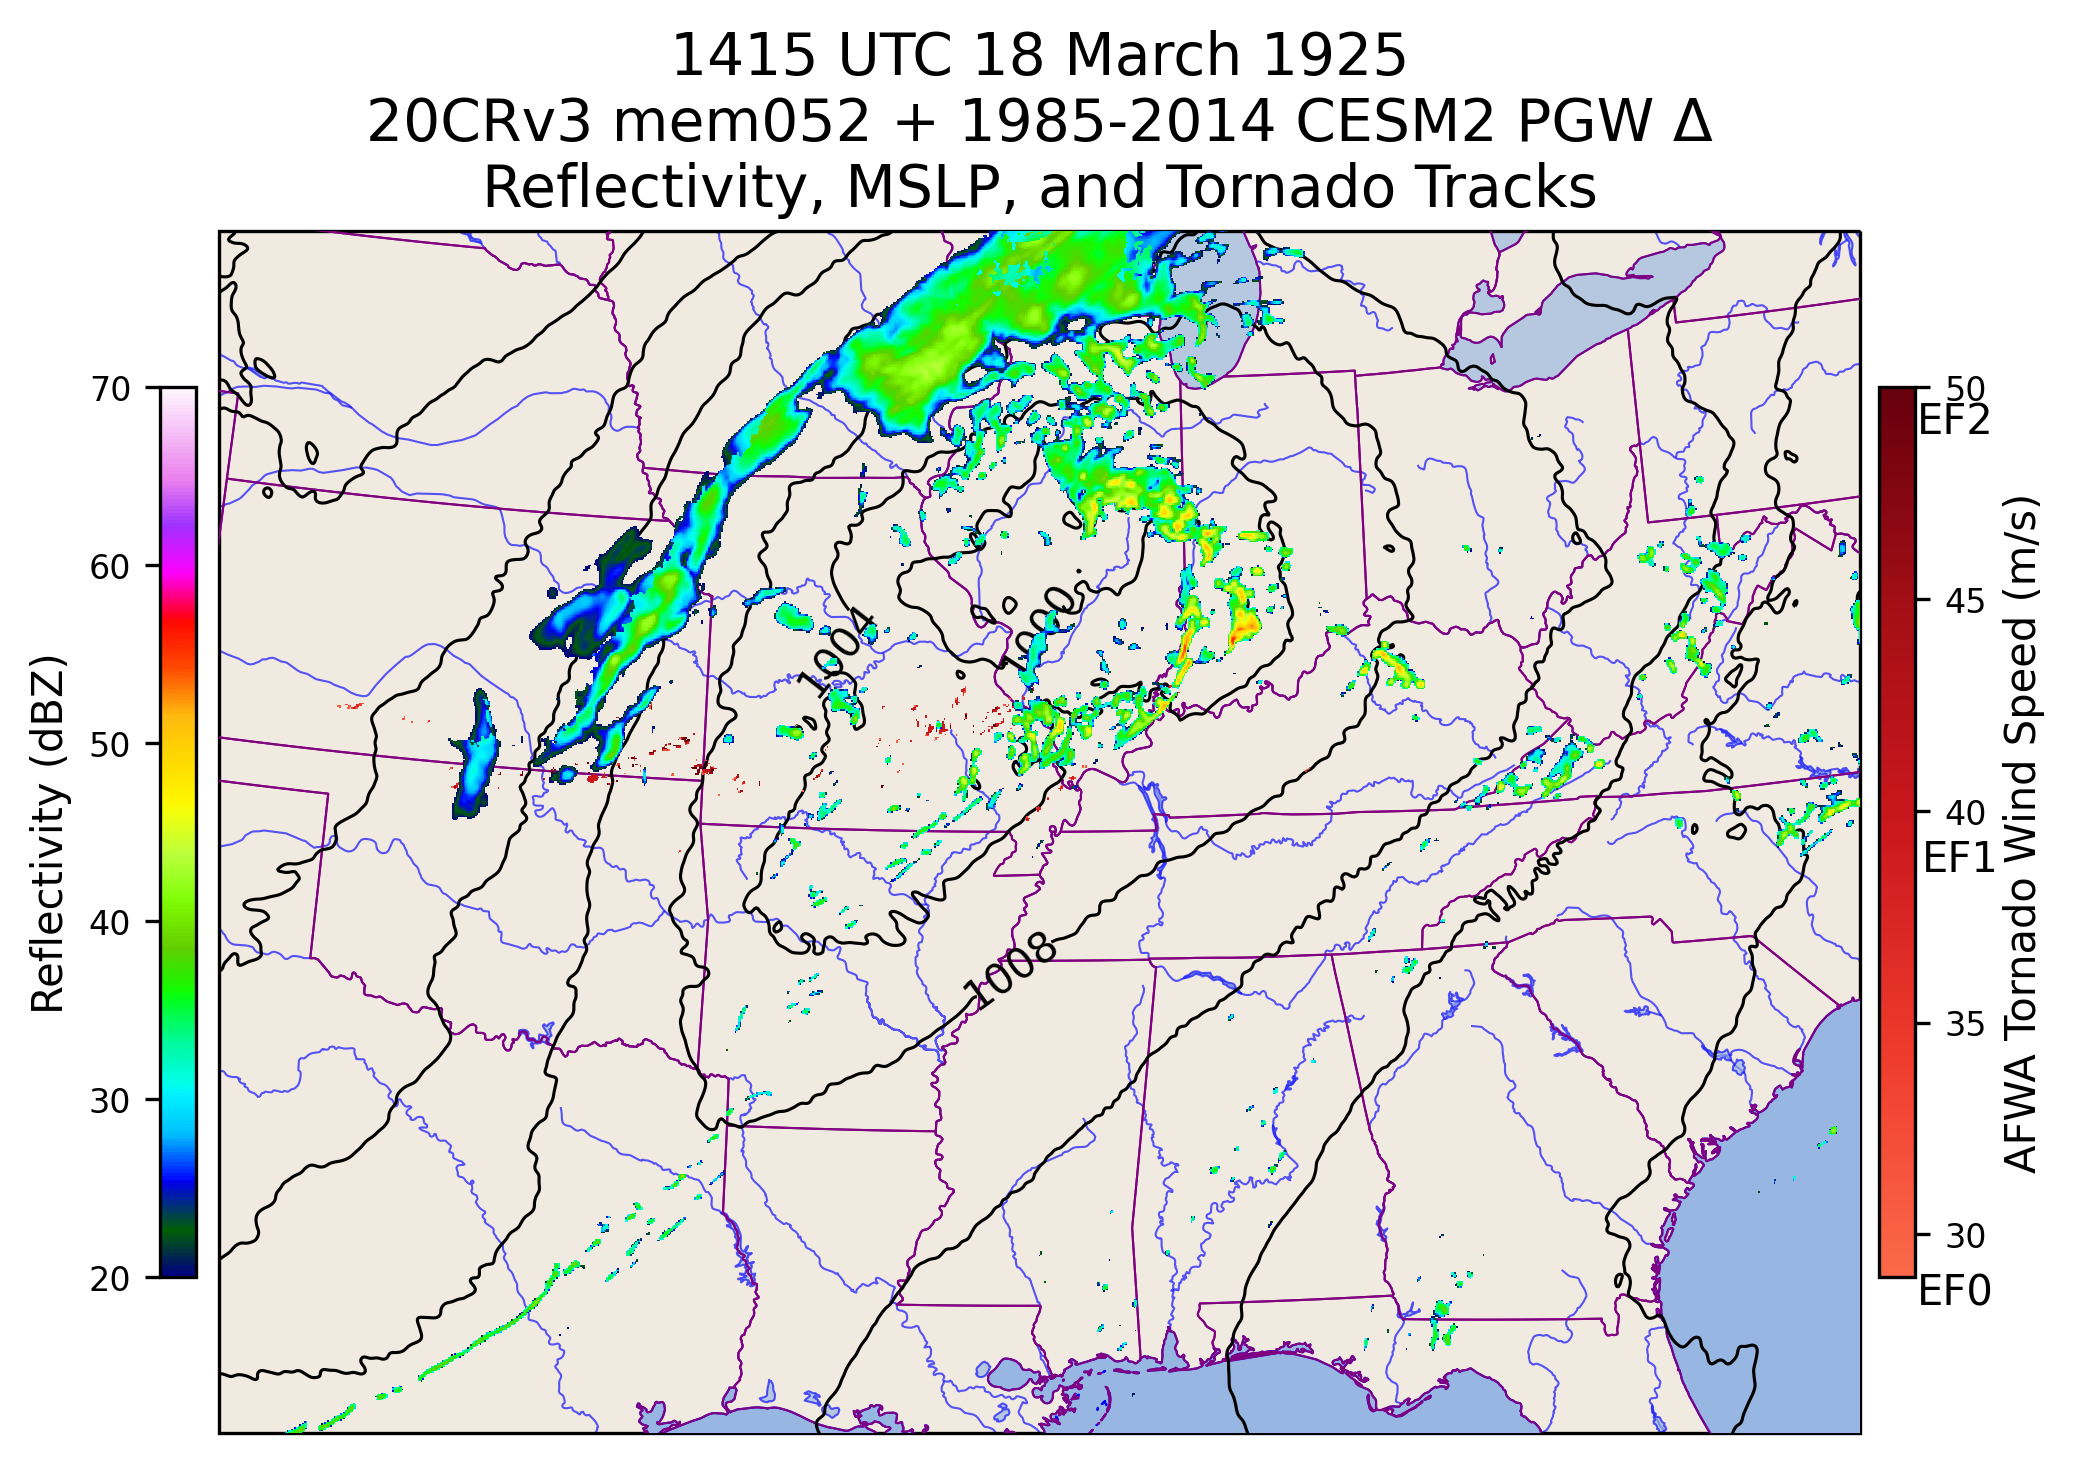 1415 UTC 18 March 1925
20CRv3 mem052 + 1985-2014 CESM2 PGW Δ
Reflectivity, MSLP, and Tornado Tracks
Reflectivity (dBZ)
70
60
50
40
30
20
1004
1000
1008
50
EF2
45
40
EF1
35
30
EF0
AFWA Tornado Wind Speed (m/s)